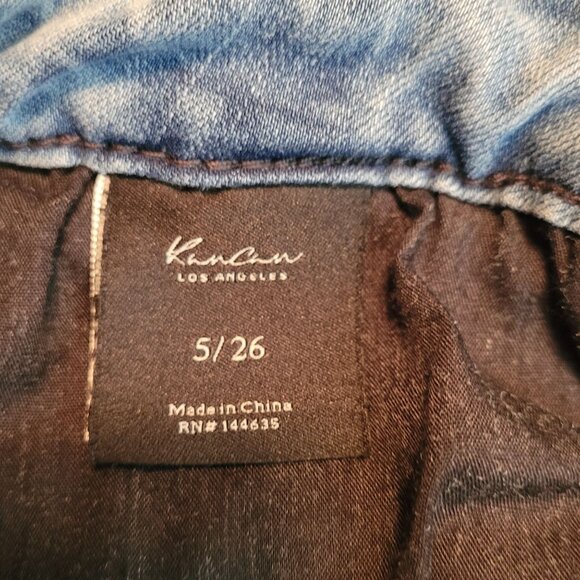 KanCan
LOS ANGELES
5/26
Made in China
RN# 144635